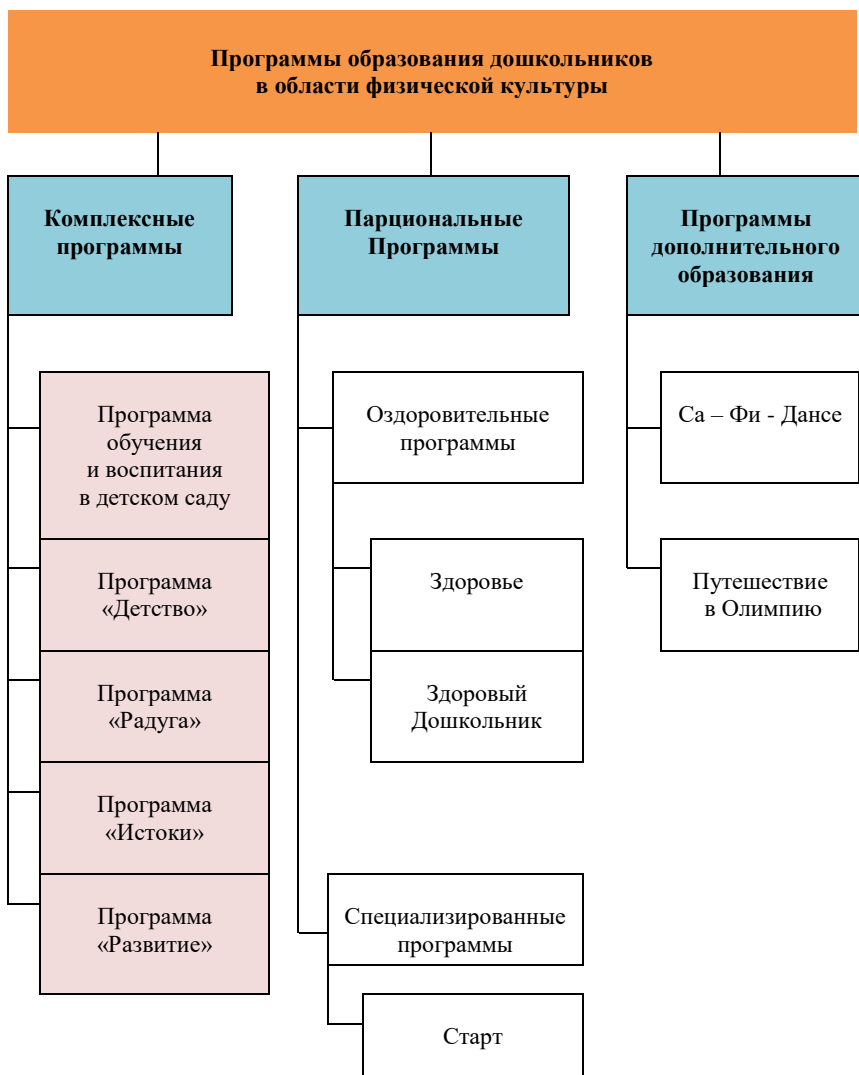 Программы образования дошкольников
в области физической культуры
Комплексные
программы
Парциональные
Программы
Программы
дополнительного
образования
Программа
обучения
и воспитания
в детском саду
Программа
«Детство»
Программа
«Радуга»
Программа
«Истоки»
Программа
«Развитие»
Оздоровительные
программы
Здоровье
Здоровый
Дошкольник
Специализированные
программы
Старт
Са – Фи - Дансе
Путешествие
в Олимпию